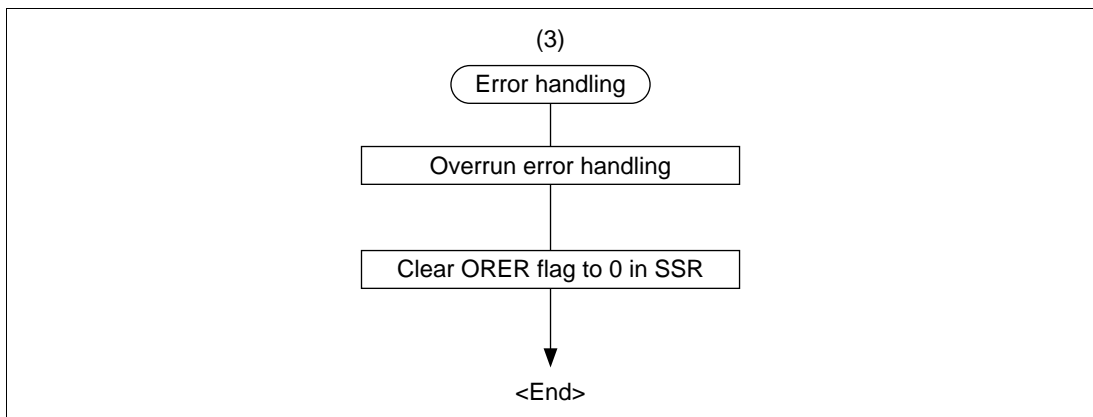 (3)
Error handling
Overrun error handling
Clear ORER flag to 0 in SSR
<End>